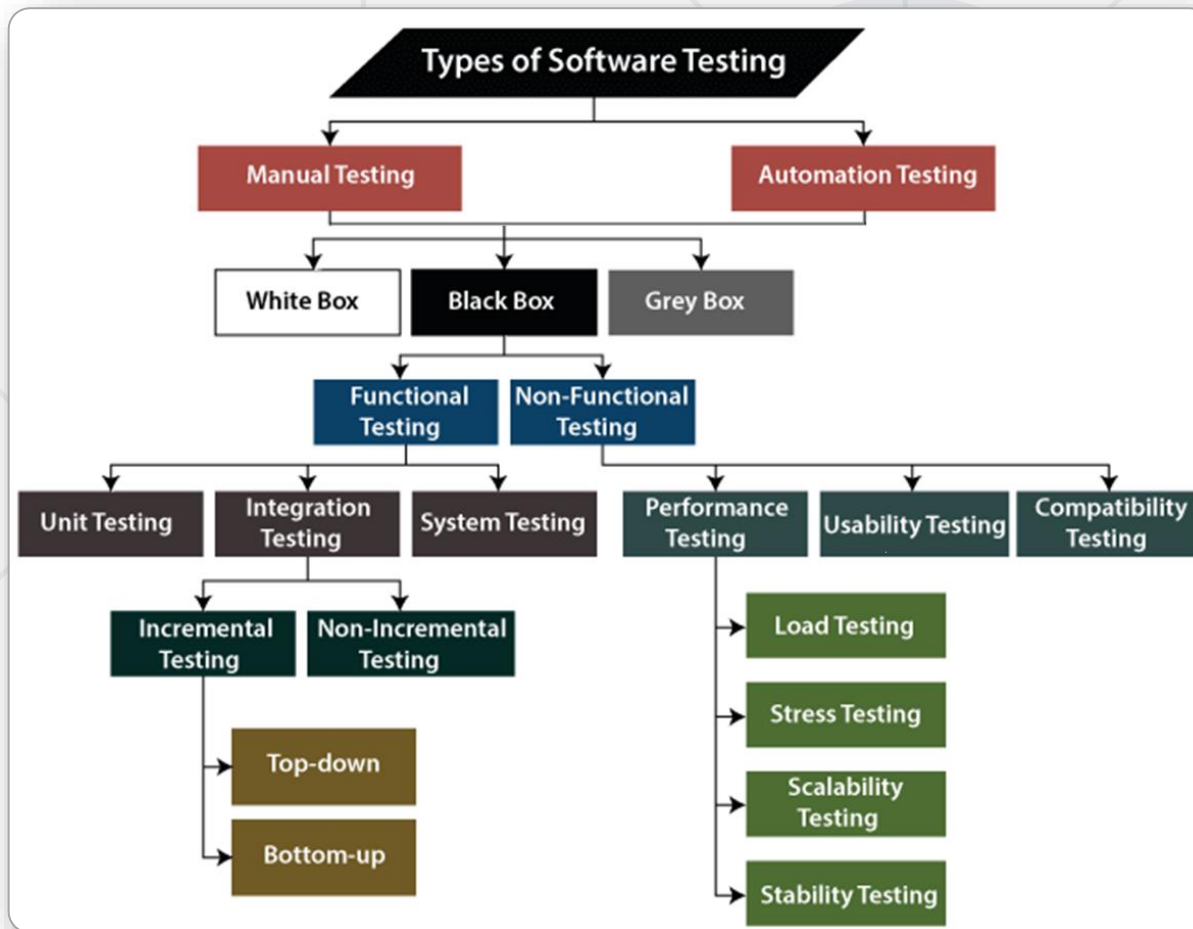 Types of Software Testing
Manual Testing
Automation Testing
White Box
Black Box
Grey Box
Functional
Testing
Non-Functional
Testing
Unit Testing
Integration
Testing
System Testing
Performance
Testing
Usability Testing
Compatibility
Testing
Incremental
Testing
Non-Incremental
Testing
Load Testing
Stress Testing
Top-down
Scalability
Testing
Bottom-up
Stability Testing